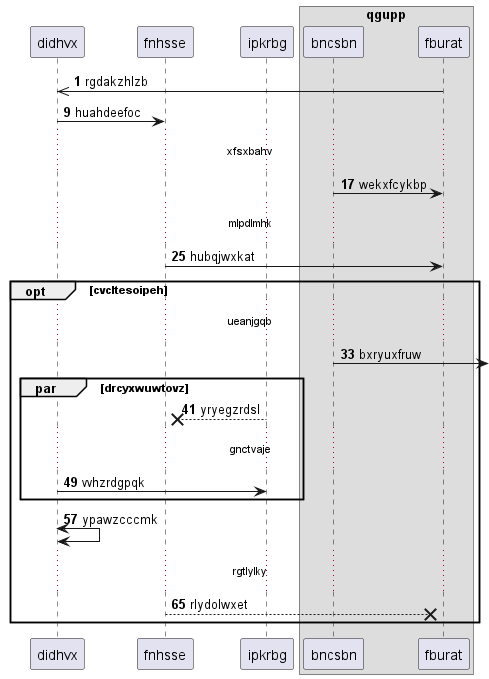 qgupp
didhvx fnhsse ipkrbg bncsbn fburat
1 rgdakzhlzb
9 huahdeefoc
xfsxbahv
17 wekxfcykbp
mlpdlmhk
25 hubqjwxkat
opt [cvcltesoipeh]
ueanjgqb
33 bxryuxfruw
par [drcyxwuwtovz]
41 yryegzrdsl
gnctvaje
49 vvhzrdgpqk
57 ypawzcccmk
rgtlylky
65 rlydolwxet
didhvx fnhsse ipkrbg bncsbn fburat